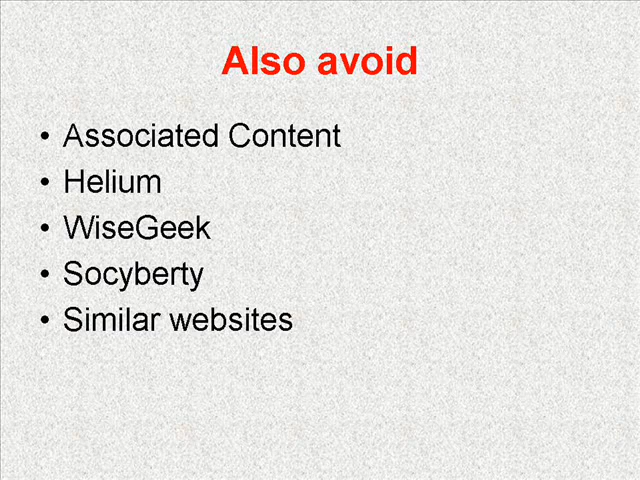 Also avoid
• Associated Content
• Helium
• WiseGeek
• Socyberty
• Similar websites